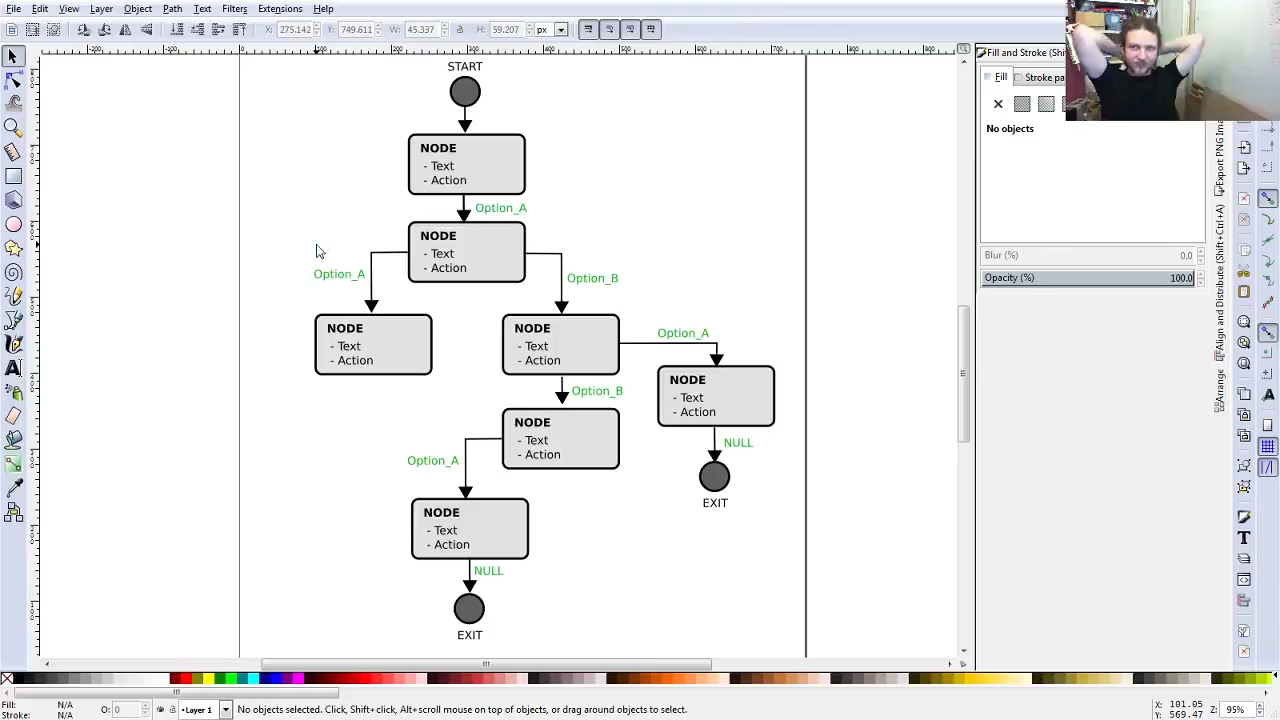 File Edit View Layer Object Path Text Filters Extensions Help
X: 275.142 Y: 749.611 W: 45.337 H: 59.207 px
Fill and Stroke (Shi
Fill Stroke pa
No objects
Blur (%) 0.0
Opacity (%) 100.0
Export PNG Ima
Align and Distribute (Shift+Ctrl+A)
Arrange
START
NODE
- Text
- Action
Option_A
NODE
- Text
- Action
Option_A
Option_B
NODE
- Text
- Action
NODE
- Text
- Action
Option_A
NODE
- Text
- Action
Option_B
NODE
- Text
- Action
NULL
EXIT
Option_A
NODE
- Text
- Action
NULL
EXIT
Fill: N/A
Stroke: N/A
O: 0
Layer 1
No objects selected. Click, Shift+click, Alt+scroll mouse on top of objects, or drag around objects to select.
X: 101.05
Y: 569.47
Z: 95%